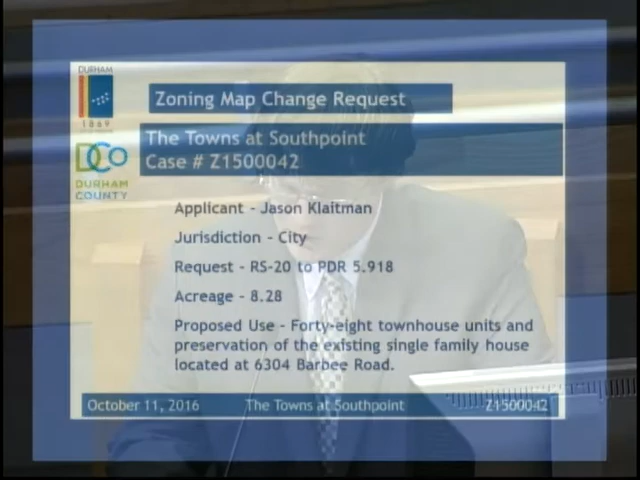 DURHAM
1869
DCo
DURHAM
COUNTY
Zoning Map Change Request
The Towns at Southpoint
Case # Z1500042
Applicant - Jason Klaitman
Jurisdiction - City
Request - RS-20 to PDR 5.918
Acreage - 8.28
Proposed Use - Forty-eight townhouse units and
preservation of the existing single family house
located at 6304 Barbee Road.
October 11, 2016 The Towns at Southpoint Z1500042